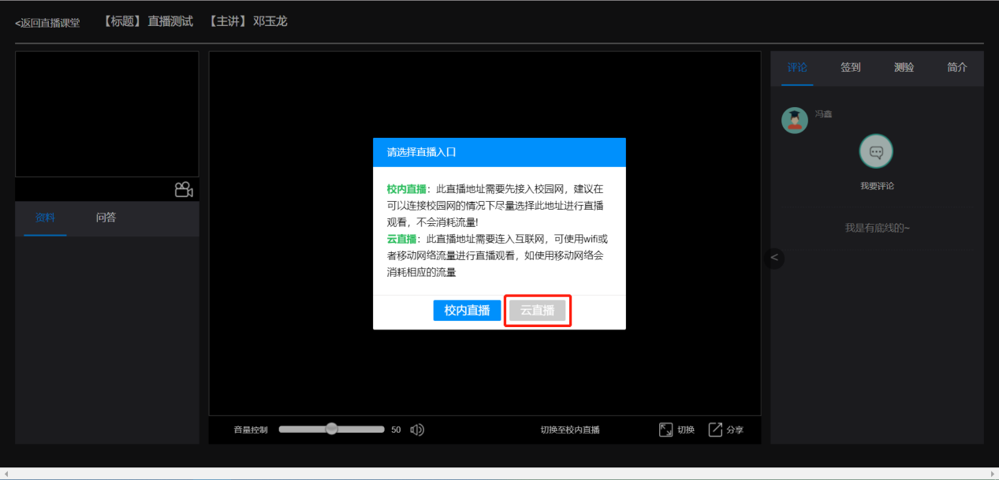 <返回直播课堂 【标题】 直播测试 【主讲】 邓玉龙
资料 问答
请选择直播入口
校内直播：此直播地址需要先接入校园网，建议在
可以连接校园网的情况下尽量选择此地址进行直播
观看，不会消耗流量!
云直播：此直播地址需要连入互联网，可使用wifi或
者移动网络流量进行直播观看，如使用移动网络会
消耗相应的流量
校内直播 云直播
音量控制 50 切换至校内直播 切换 分享
评论 签到 测验 简介
冯鑫
我要评论
我是有底线的~
<